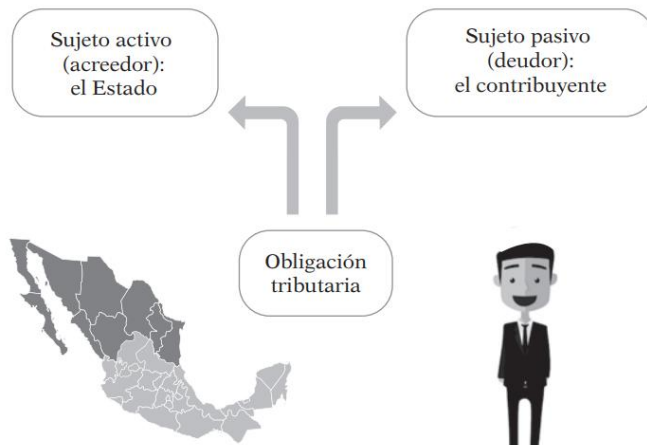 Sujeto activo
(acreedor):
el Estado
Sujeto pasivo
(deudor):
el contribuyente
Obligación
tributaria